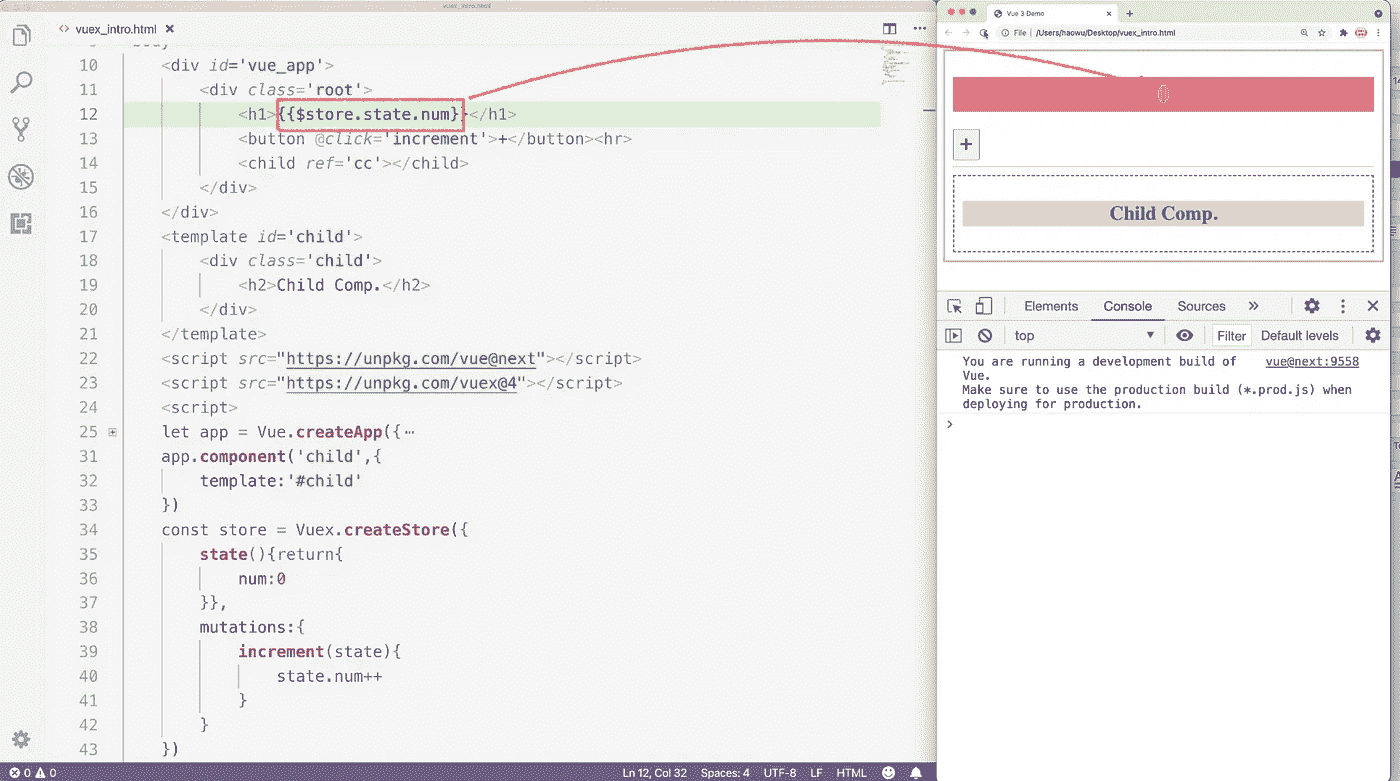 vuex_intro.html
vuex_intro.html
10 <div id='vue_app'>
11 <div class='root'>
12 <h1>{{$store.state.num}}</h1>
13 <button @click='increment'>+</button><hr>
14 <child ref='cc'></child>
15 </div>
16 </div>
17 <template id='child'>
18 <div class='child'>
19 <h2>Child Comp.</h2>
20 </div>
21 </template>
22 <script src="https://unpkg.com/vue@next"></script>
23 <script src="https://unpkg.com/vuex@4"></script>
24 <script>
25 let app = Vue.createApp({⋯
31 app.component('child',{
32 template:'#child'
33 })
34 const store = Vuex.createStore({
35 state(){return{
36 num:0
37 }},
38 mutations:{
39 increment(state){
40 state.num++
41 }
42 }
43 })
0 0
Ln 12, Col 32 Spaces: 4 UTF-8 LF HTML
Vue 3 Demo
File | /Users/haowu/Desktop/vuex_intro.html
0
+
Child Comp.
Elements Console Sources »
top Filter Default levels
You are running a development build of vue@next:9558
Vue.
Make sure to use the production build (*.prod.js) when
deploying for production.
>